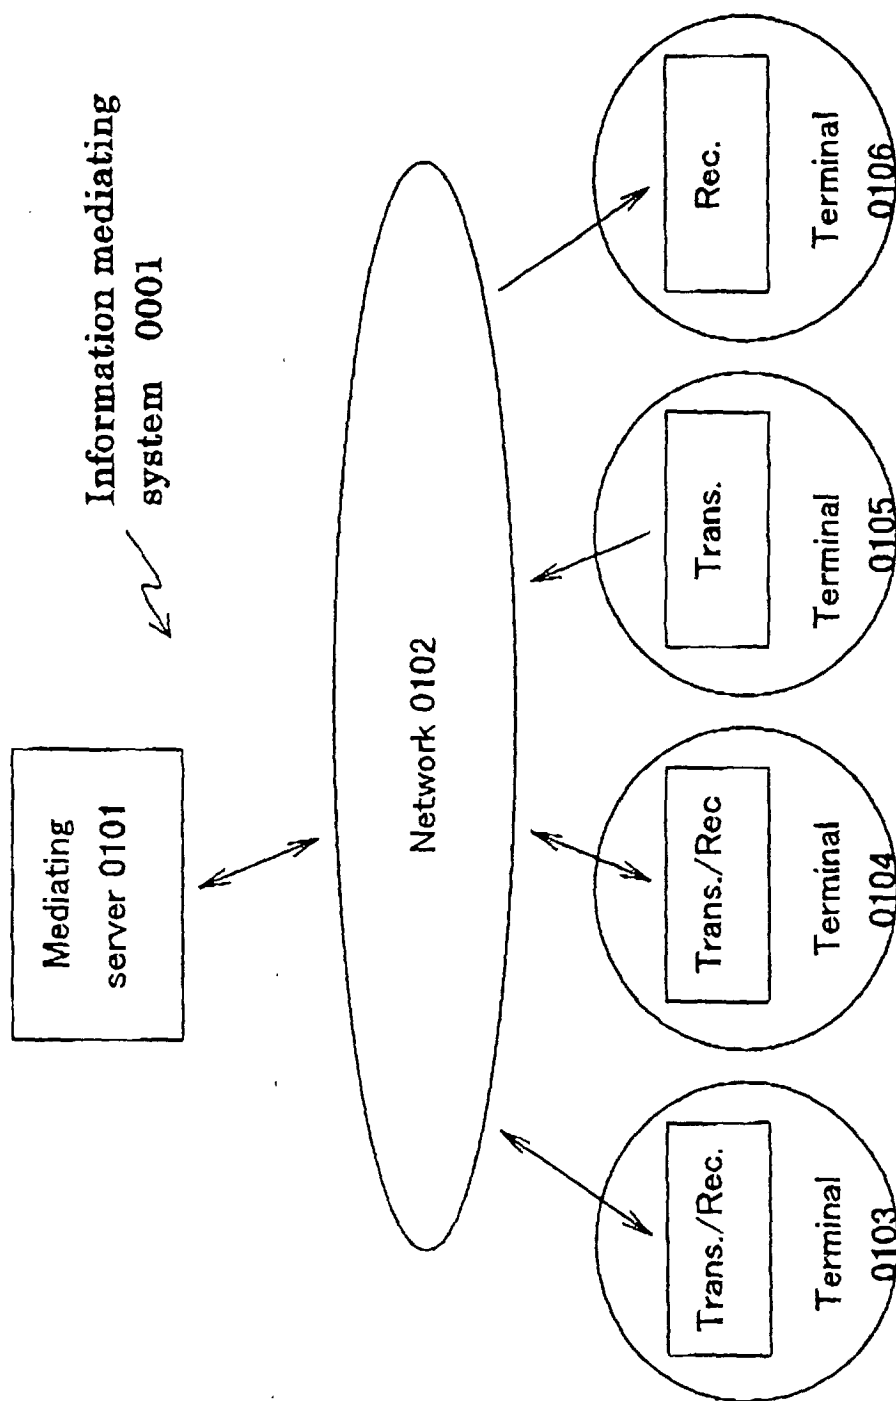 Information mediating
system 0001
Mediating
server 0101
Network 0102
Trans./Rec.
Terminal
0103
Trans./Rec
Terminal
0104
Trans.
Terminal
0105
Rec.
Terminal
0106